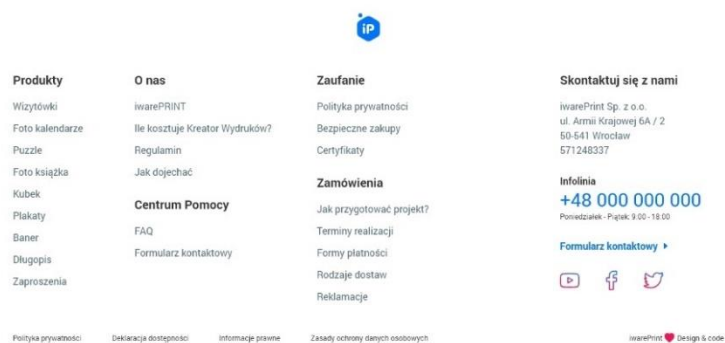 iP
Produkty
Wizytówki
Foto kalendarze
Puzzle
Foto książka
Kubek
Plakaty
Baner
Długopis
Zaproszenia
O nas
iwarePRINT
Ile kosztuje Kreator Wydruków?
Regulamin
Jak dojechać
Centrum Pomocy
FAQ
Formularz kontaktowy
Zaufanie
Polityka prywatności
Bezpieczne zakupy
Certyfikaty
Zamówienia
Jak przygotować projekt?
Terminy realizacji
Formy płatności
Rodzaje dostaw
Reklamacje
Skontaktuj się z nami
iwarePrint Sp. z o.o.
ul. Armii Krajowej 6A / 2
50-541 Wrocław
571248337
Infolinia
+48 000 000 000
Poniedziałek - Piątek: 9:00 - 18:00
Formularz kontaktowy
Polityka prywatności
Deklaracja dostępności
Informacje prawne
Zasady ochrony danych osobowych
iwarePrint ❤ Design & code